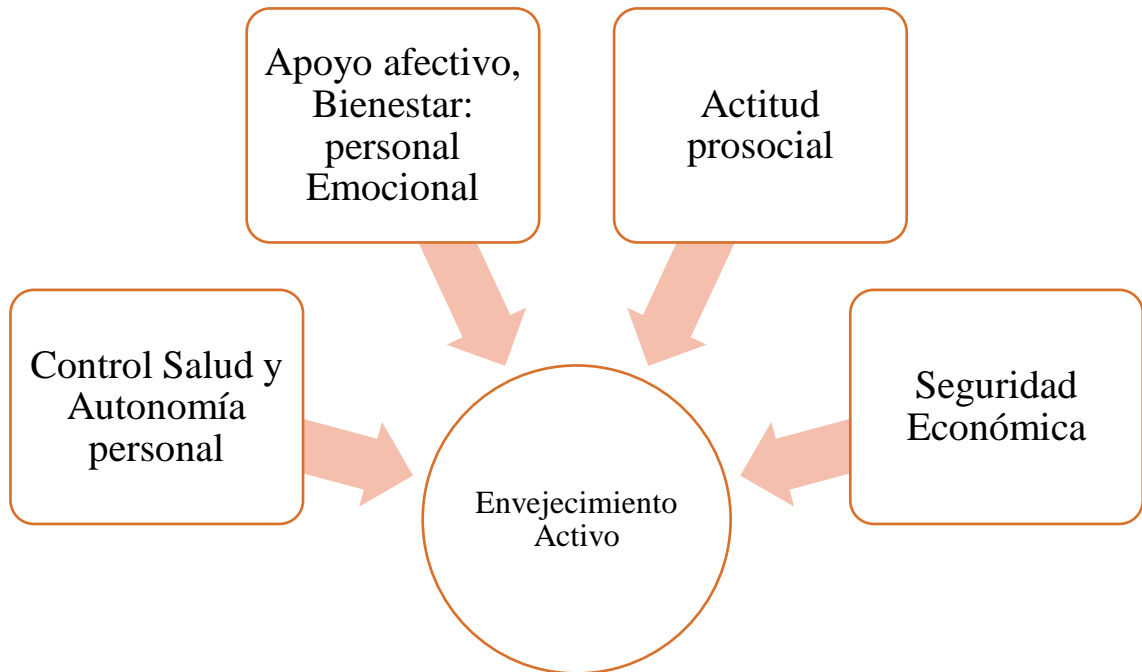 Apoyo afectivo,
Bienestar:
personal
Emocional
Actitud
prosocial
Control Salud y
Autonomía
personal
Seguridad
Económica
Envejecimiento
Activo